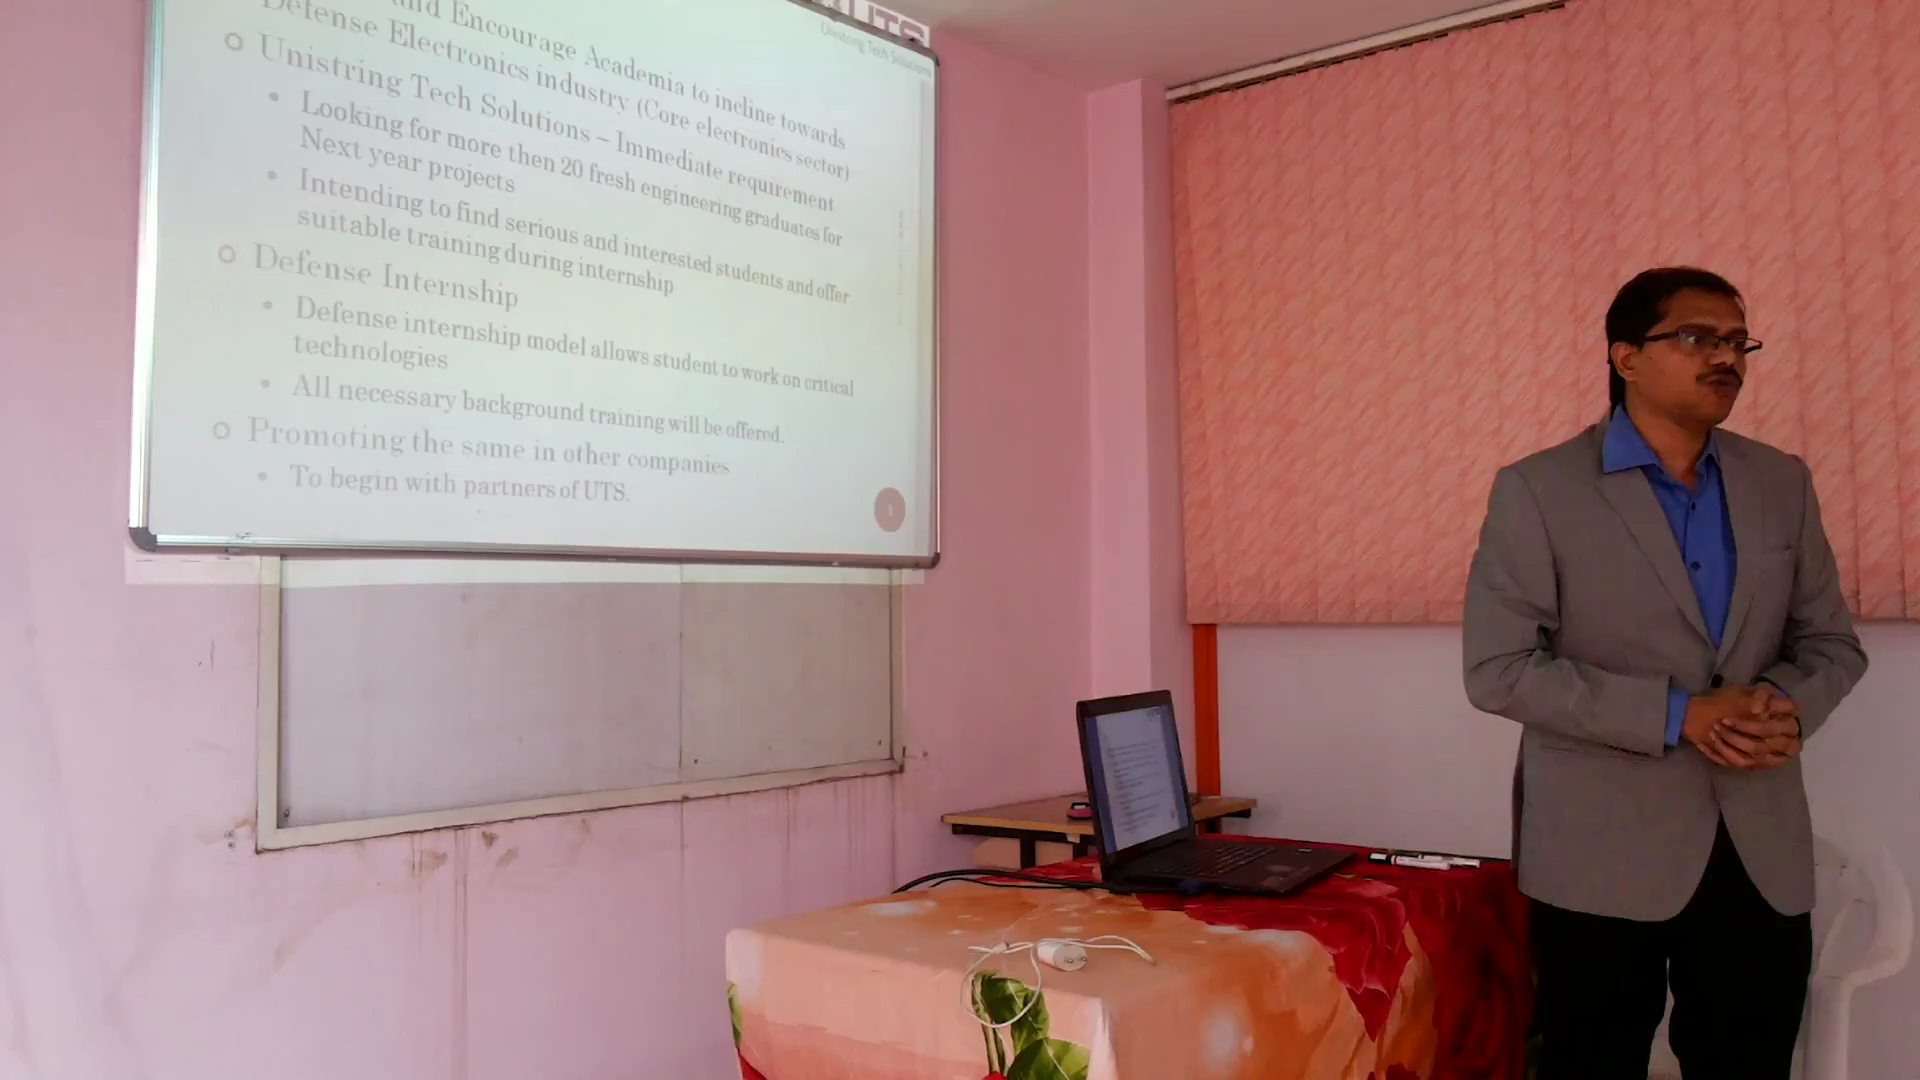 UTS
Unistring Tech Solutions
and Encourage Academia to incline towards
Defense Electronics industry (Core electronics sector)
Unistring Tech Solutions – Immediate requirement
Looking for more then 20 fresh engineering graduates for
Next year projects
Intending to find serious and interested students and offer
suitable training during internship
Defense Internship
Defense internship model allows student to work on critical
technologies
All necessary background training will be offered.
Promoting the same in other companies
To begin with partners of UTS.